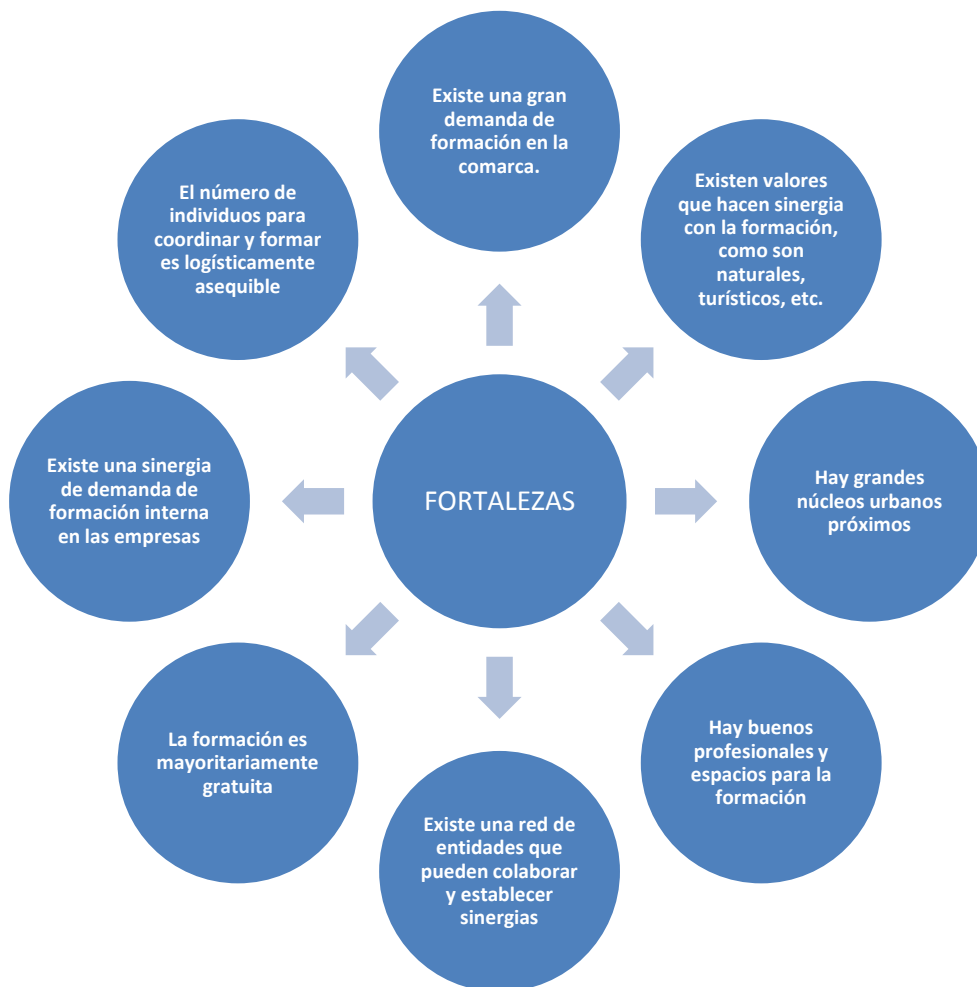 Existe una gran
demanda de
formación en la
comarca.
Existen valores
que hacen sinergia
con la formación,
como son
naturales,
turísticos, etc.
Hay grandes
núcleos urbanos
próximos
Hay buenos
profesionales y
espacios para la
formación
Existe una red de
entidades que
pueden colaborar
y establecer
sinergias
La formación es
mayoritariamente
gratuita
Existe una sinergia
de demanda de
formación interna
en las empresas
El número de
individuos para
coordinar y formar
es logísticamente
asequible
FORTALEZAS